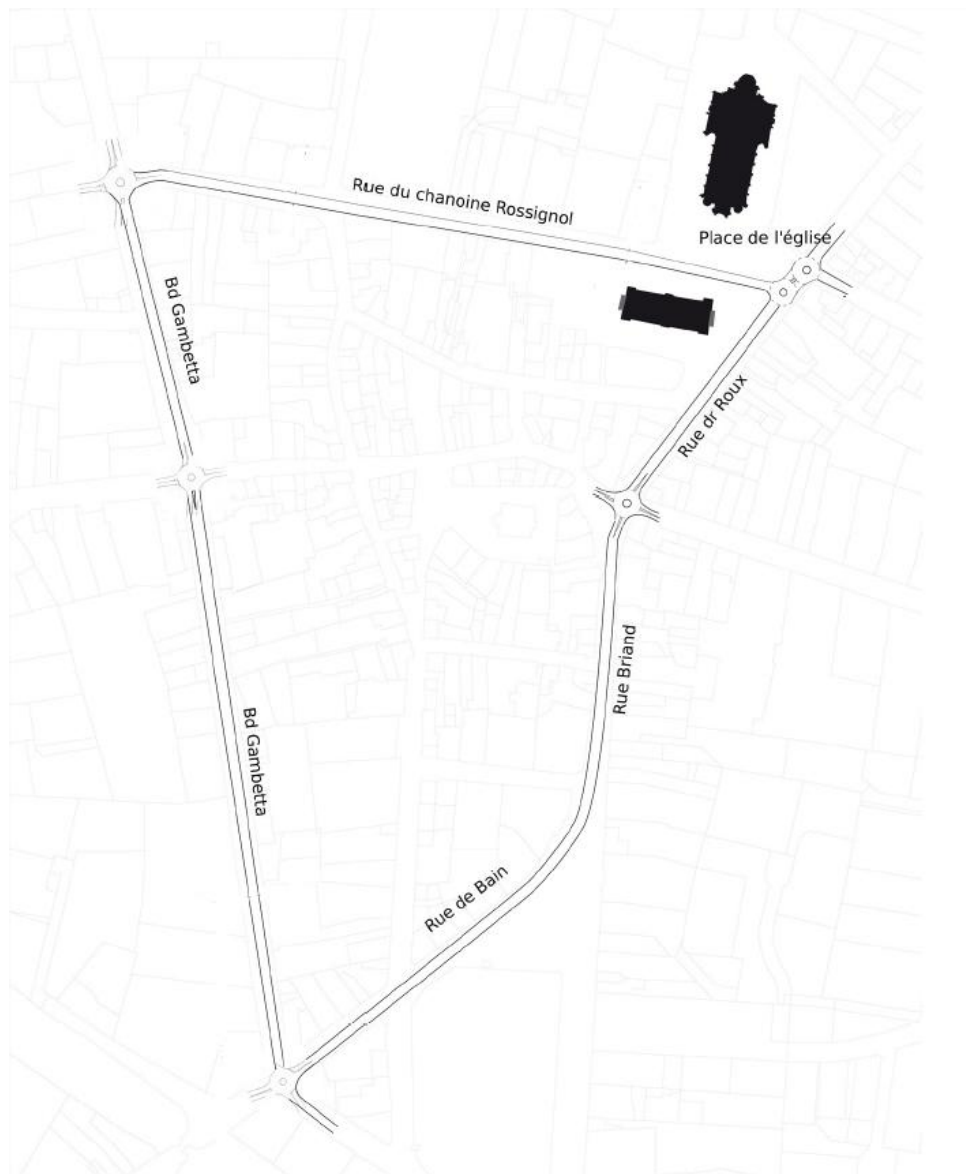 Rue du chanoine Rossignol
Place de l'église
Bd Gambetta
Rue dr Roux
Rue Briand
Bd Gambetta
Rue de Bain